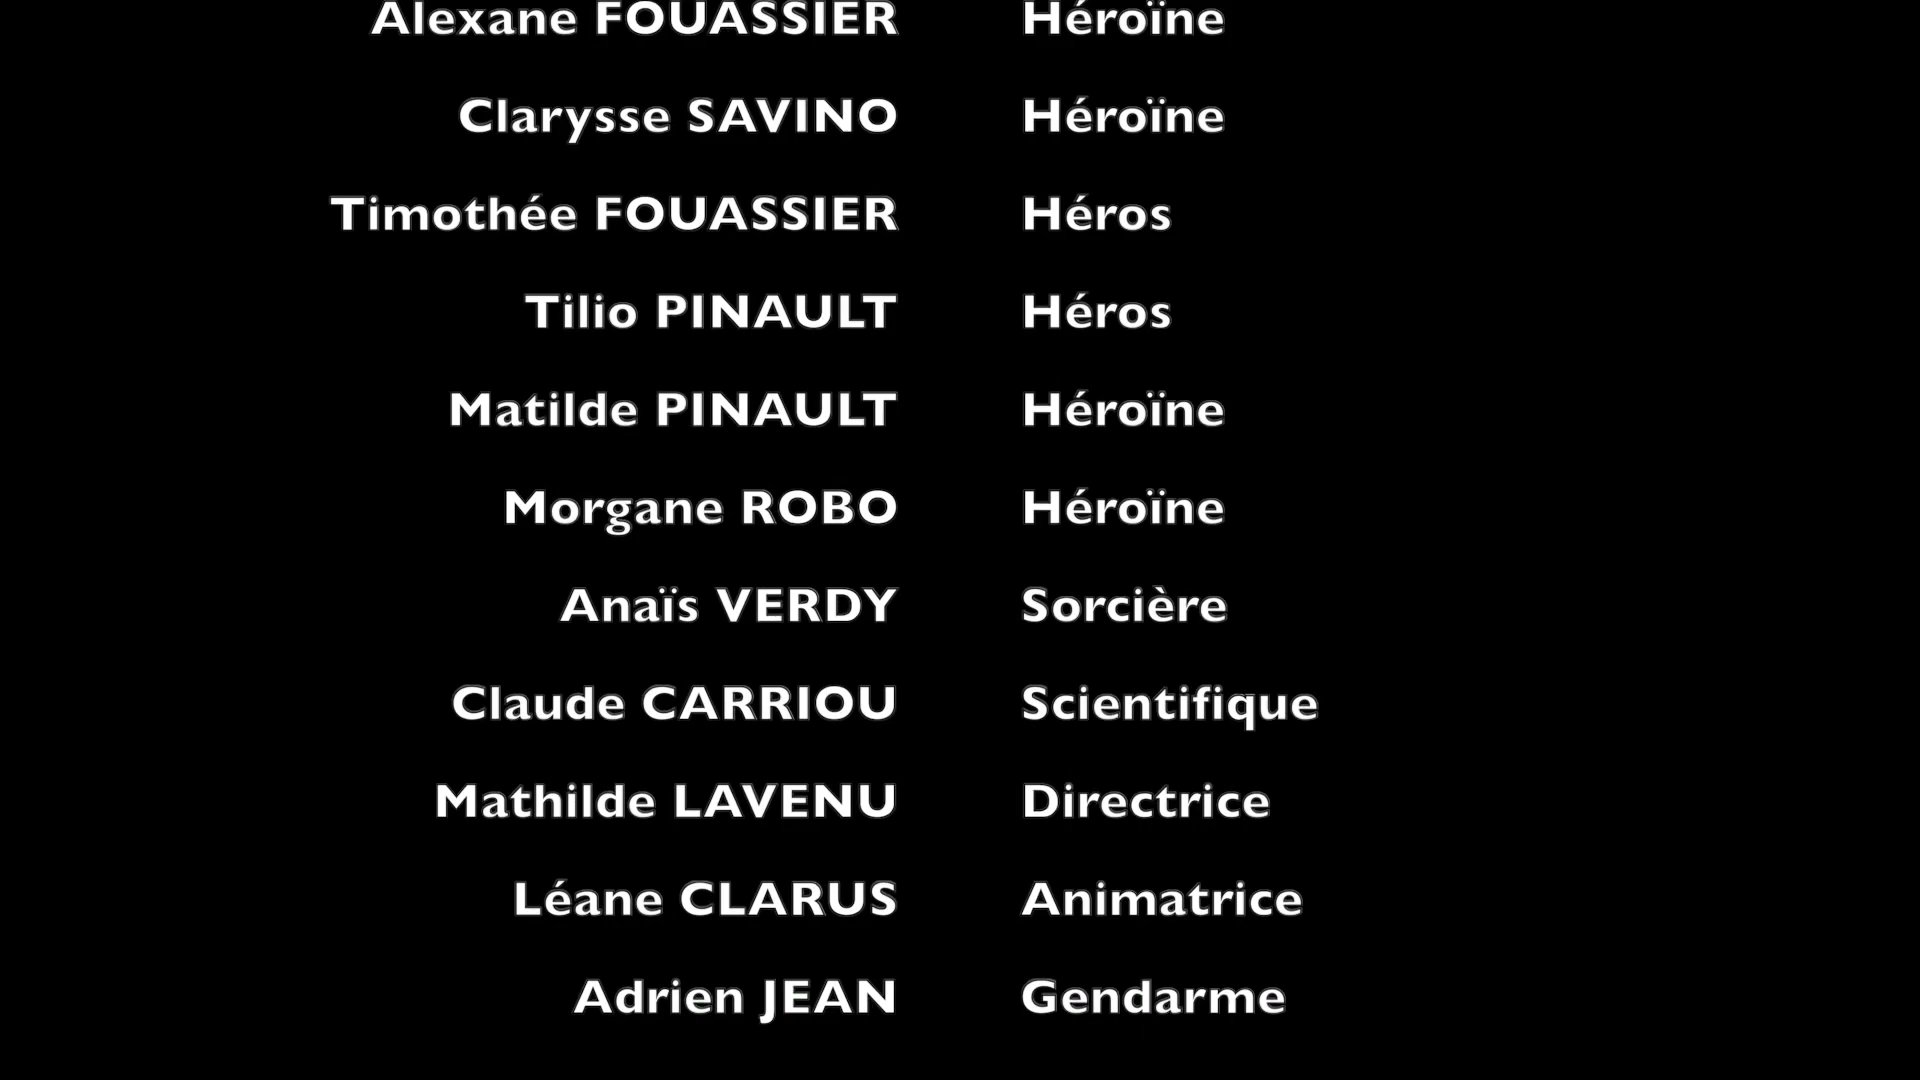 Alexane FOUASSIER Héroïne
Clarysse SAVINO Héroïne
Timothée FOUASSIER Héros
Tilio PINAULT Héros
Matilde PINAULT Héroïne
Morgane ROBO Héroïne
Anaïs VERDY Sorcière
Claude CARRIOU Scientifique
Mathilde LAVENU Directrice
Léane CLARUS Animatrice
Adrien JEAN Gendarme